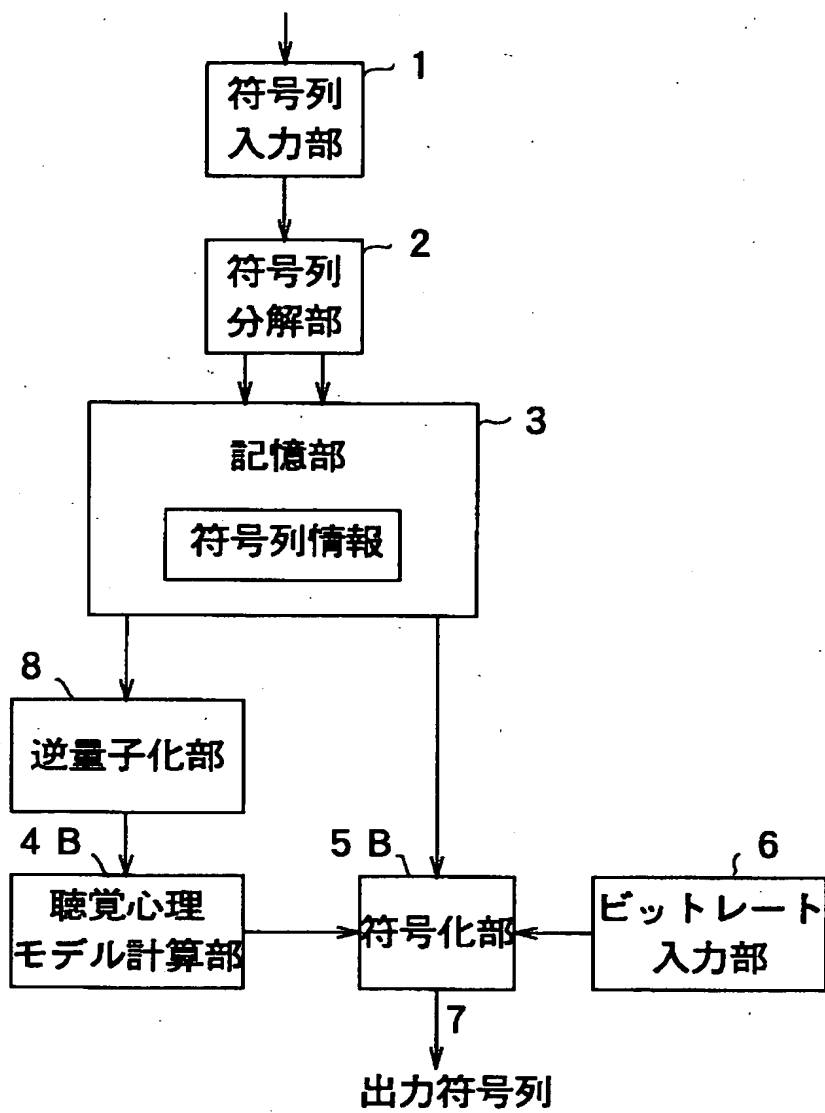 1
符号列
入力部
2
符号列
分解部
3
記憶部
符号列情報
8
逆量子化部
4 B
聴覚心理
モデル計算部
5 B
符号化部
6
ビットレート
入力部
7
出力符号列